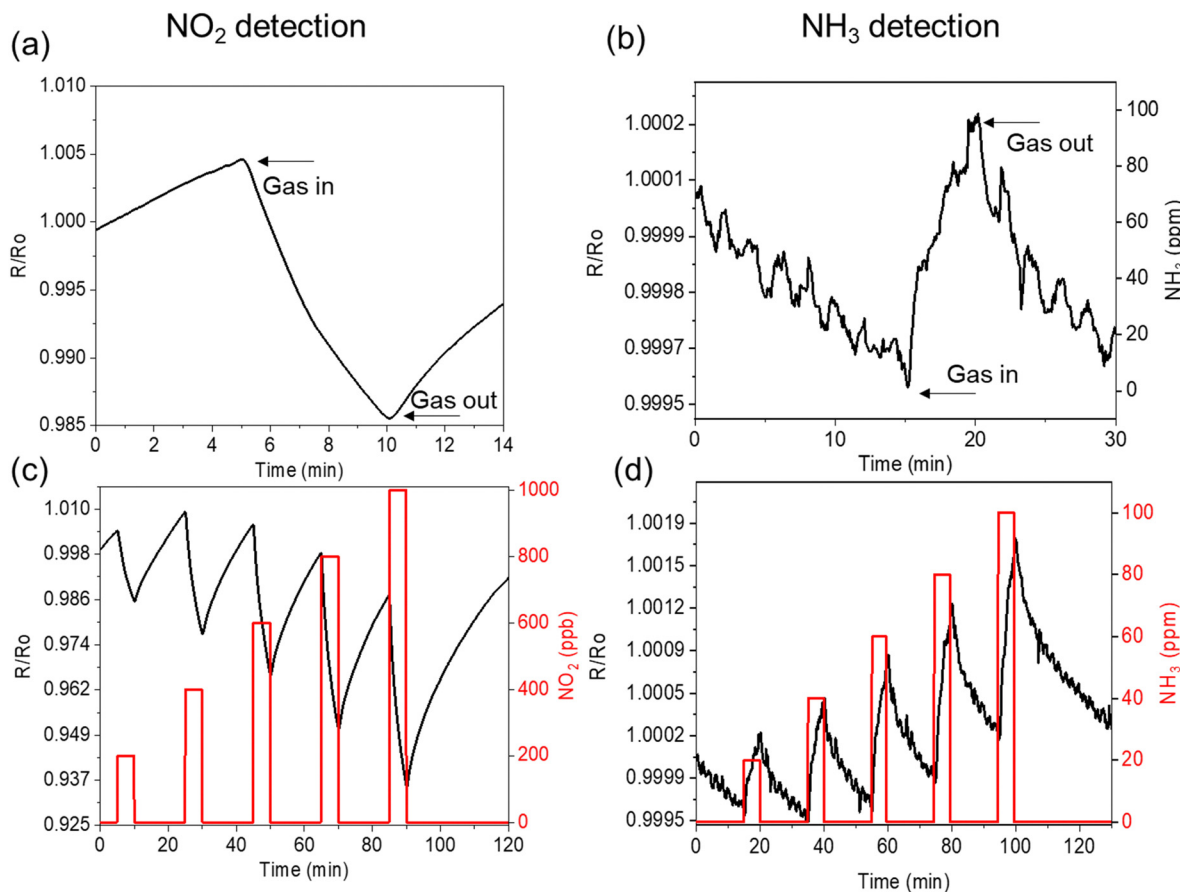 NO₂ detection
NH₃ detection
(a)
1.010
1.005
1.000
0.995
0.990
0.985
R/Ro
Gas in
Gas out
0 2 4 6 8 10 12 14
Time (min)
(b)
1.0002
1.0001
0.9999
0.9998
0.9997
0.9995
R/Ro
Gas out
Gas in
100
80
60
40
20
0
(ppm)
0 10 20 30
Time (min)
(c)
1.010
0.998
0.986
0.974
0.962
0.949
0.937
0.925
R/Ro
1000
800
600
400
200
0
NO₂ (ppb)
0 20 40 60 80 100 120
Time (min)
(d)
1.0019
1.0015
1.0012
1.0009
1.0005
1.0002
0.9999
0.9995
R/Ro
100
80
60
40
20
0
NH₃ (ppm)
0 20 40 60 80 100 120
Time (min)